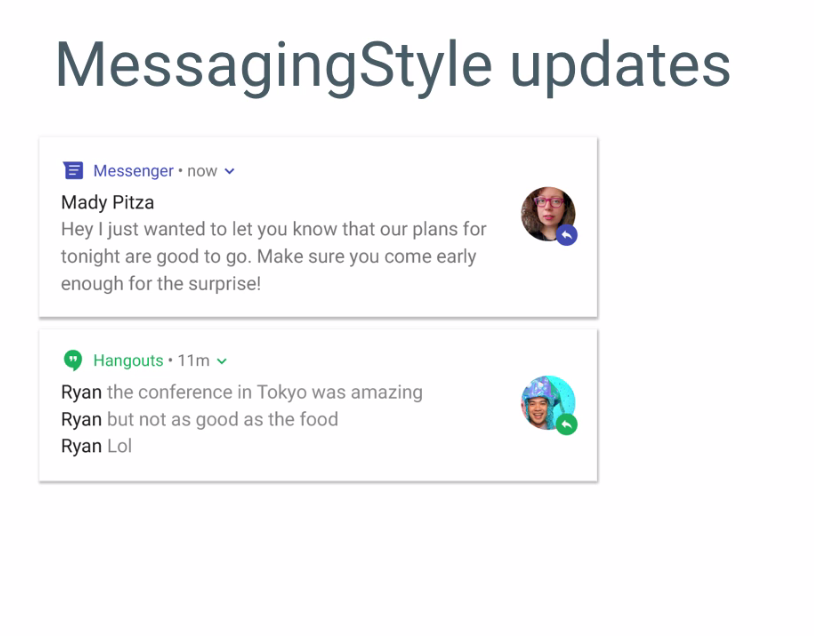 MessagingStyle updates
Messenger • now
Mady Pitza
Hey I just wanted to let you know that our plans for
tonight are good to go. Make sure you come early
enough for the surprise!
Hangouts • 11m
Ryan the conference in Tokyo was amazing
Ryan but not as good as the food
Ryan Lol